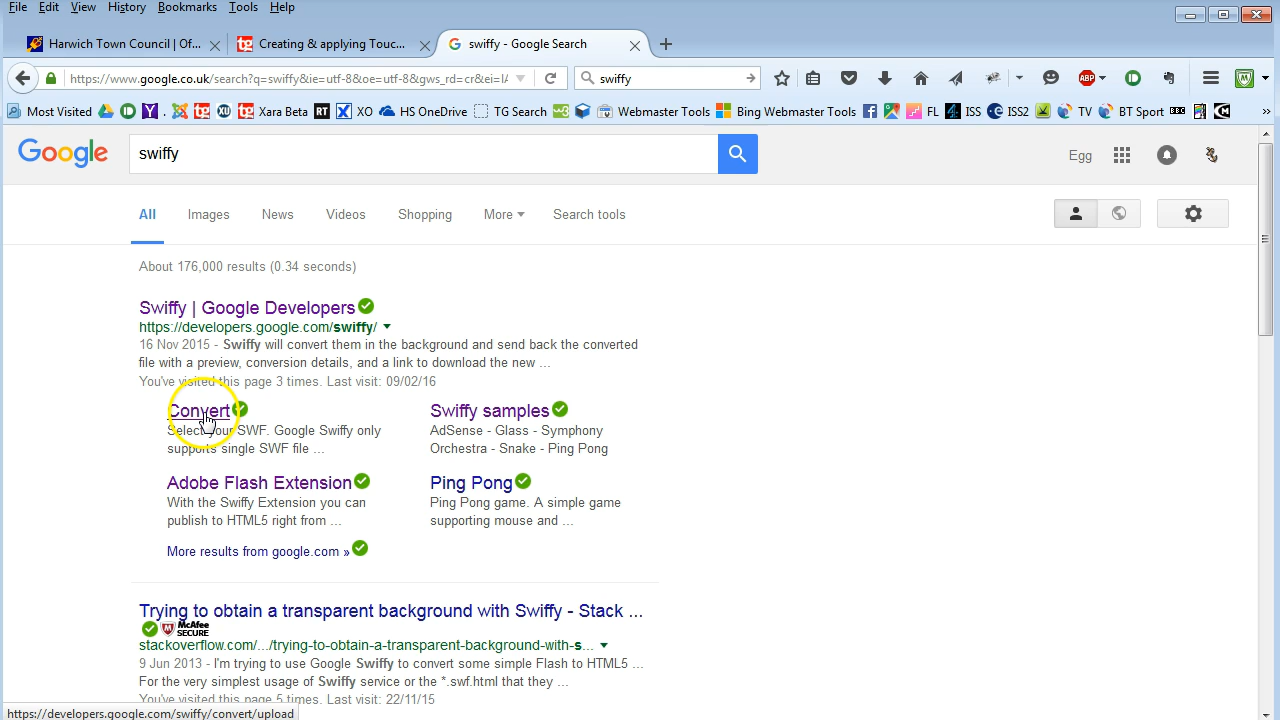 File Edit View History Bookmarks Tools Help
Harwich Town Council | Of... Creating & applying Touc... swiffy - Google Search
https://www.google.co.uk/search?q=swiffy&ie=utf-8&oe=utf-8&gws_rd=cr&ei=IA swiffy
Most Visited XU Xara Beta RT XO HS OneDrive TG Search Webmaster Tools Bing Webmaster Tools FL ISS ISS2 TV BT Sport BBC
Google swiffy Egg
All Images News Videos Shopping More Search tools
About 176,000 results (0.34 seconds)
Swiffy | Google Developers
https://developers.google.com/swiffy/
16 Nov 2015 - Swiffy will convert them in the background and send back the converted
file with a preview, conversion details, and a link to download the new ...
You've visited this page 3 times. Last visit: 09/02/16
Convert
Select your SWF. Google Swiffy only
supports single SWF file ...
Swiffy samples
AdSense - Glass - Symphony
Orchestra - Snake - Ping Pong
Adobe Flash Extension
With the Swiffy Extension you can
publish to HTML5 right from ...
Ping Pong
Ping Pong game. A simple game
supporting mouse and ...
More results from google.com »
Trying to obtain a transparent background with Swiffy - Stack ...
McAfee
SECURE
stackoverflow.com/.../trying-to-obtain-a-transparent-background-with-s...
9 Jun 2013 - I'm trying to use Google Swiffy to convert some simple Flash to HTML5 ...
For the very simplest usage of Swiffy service or the *.swf.html that they ...
You've visited this page 5 times. Last visit: 22/11/15
https://developers.google.com/swiffy/convert/upload